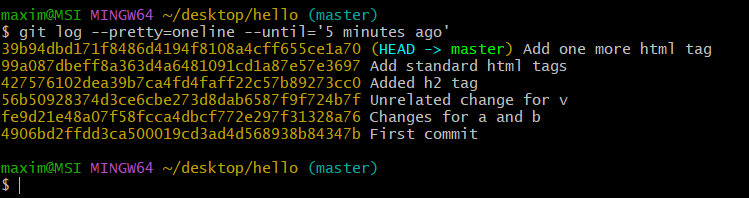 maxim@MSI MINGW64 ~/desktop/hello (master)
$ git log --pretty=oneline --until='5 minutes ago'
39b94dbd171f8486d4194f8108a4cff655ce1a70 (HEAD -> master) Add one more html tag
99a087dbeff8a363d4a6481091cd1a87e57e3697 Add standard html tags
427576102dea39b7ca4fd4faff22c57b89273cc0 Added h2 tag
56b50928374d3ce6cbe273d8dab6587f9f724b7f Unrelated change for v
fe9d21e48a07f58fcca4dbcf772e297f31328a76 Changes for a and b
4906bd2ffdd3ca500019cd3ad4d568938b84347b First commit
maxim@MSI MINGW64 ~/desktop/hello (master)
$